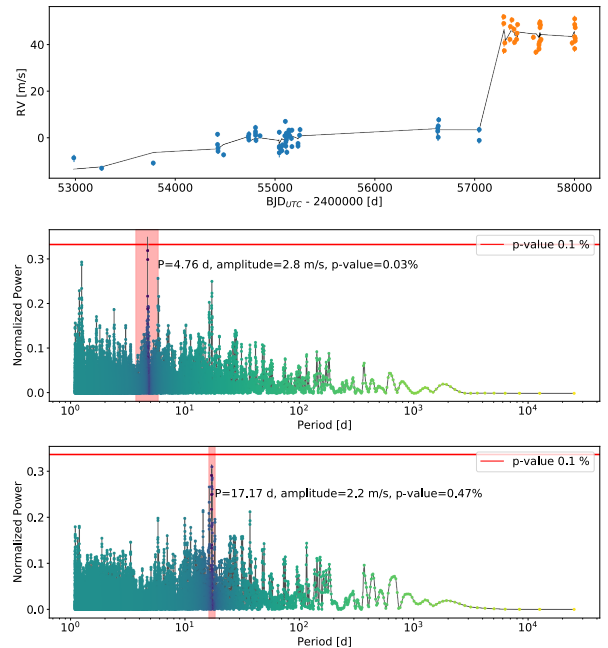 RV [m/s]
40
20
0
53000 54000 55000 56000 57000 58000
BJD_UTC - 2400000 [d]
Normalized Power
0.3
0.2
0.1
0.0
p-value 0.1 %
P=4.76 d, amplitude=2.8 m/s, p-value=0.03%
10^0 10^1 10^2 10^3 10^4
Period [d]
Normalized Power
0.3
0.2
0.1
0.0
p-value 0.1 %
P=17.17 d, amplitude=2.2 m/s, p-value=0.47%
10^0 10^1 10^2 10^3 10^4
Period [d]